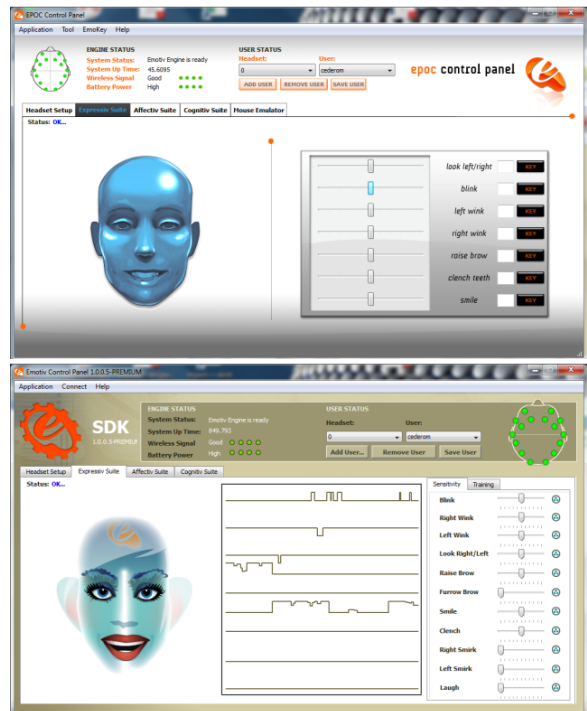 EPOC Control Panel
Application Tool EmoKey Help
ENGINE STATUS
System Status: Emotiv Engine is ready
System Up Time: 45.6095
Wireless Signal Good
Battery Power High
USER STATUS
Headset: User:
0 cederom
ADD USER REMOVE USER SAVE USER
epoc control panel
Headset Setup Expressiv Suite Affectiv Suite Cognitiv Suite Mouse Emulator
Status: OK...
look left/right KEY
blink KEY
left wink KEY
right wink KEY
raise brow KEY
clench teeth KEY
smile KEY
Emotiv Control Panel 1.0.0.5-PREMIUM
Application Connect Help
SDK
1.0.0.5-PREMIUM
ENGINE STATUS
System Status: Emotiv Engine is ready
System Up Time: 849.793
Wireless Signal Good
Battery Power High
USER STATUS
Headset: User:
0 cederom
Add User... Remove User Save User
Headset Setup Expressiv Suite Affectiv Suite Cognitiv Suite
Status: OK...
Sensitivity Training
Blink
Right Wink
Left Wink
Look Right/Left
Raise Brow
Furrow Brow
Smile
Clench
Right Smirk
Left Smirk
Laugh